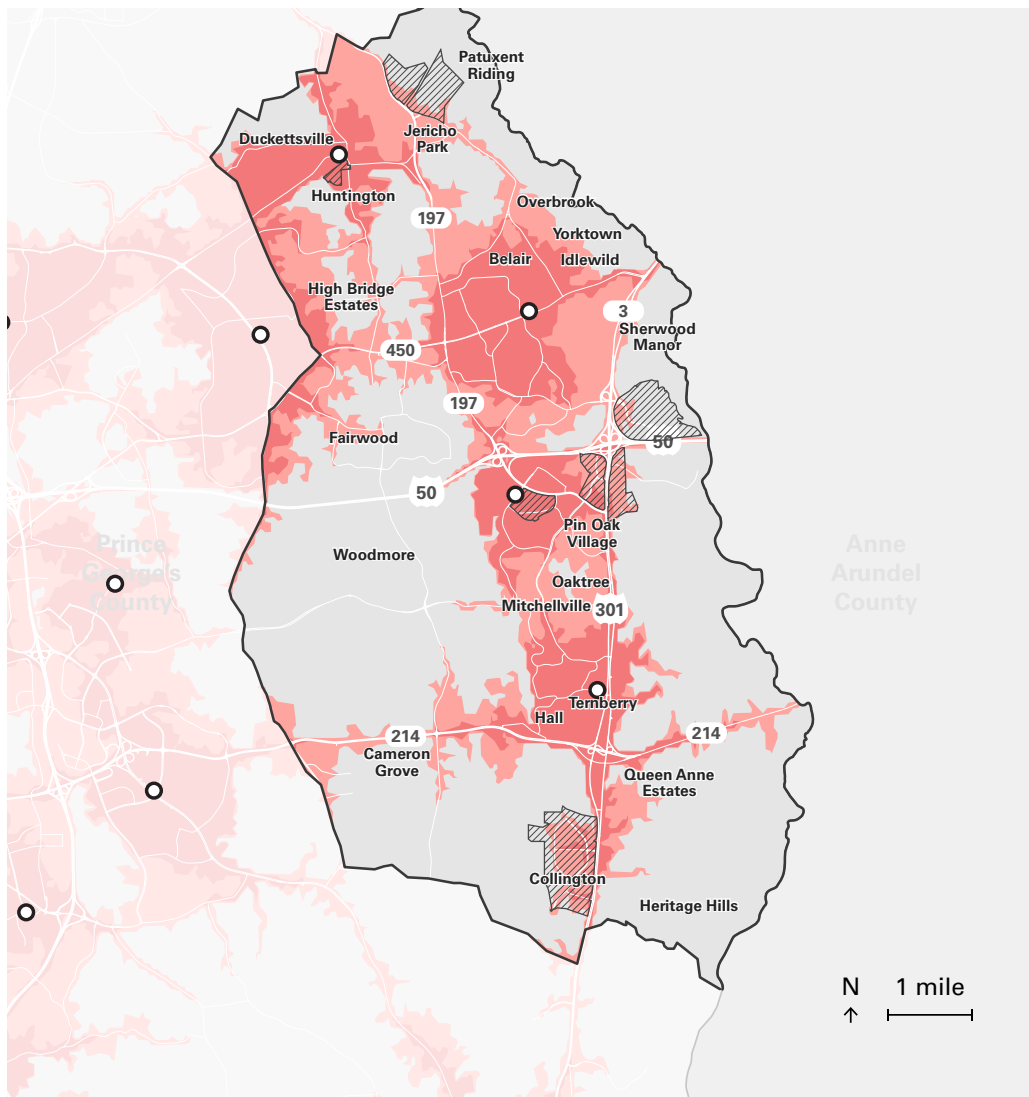 Patuxent
Riding
Duckettsville
Jericho
Park
Huntington
Overbrook
197
Yorktown
Belair
Idlewild
High Bridge
Estates
3
Sherwood
Manor
450
197
Fairwood
50
50
Pin Oak
Village
Prince
George's
County
Anne
Arundel
County
Woodmore
Oaktree
Mitchellville
301
Ternberry
Hall
214
214
Cameron
Grove
Queen Anne
Estates
Collington
Heritage Hills
N
1 mile